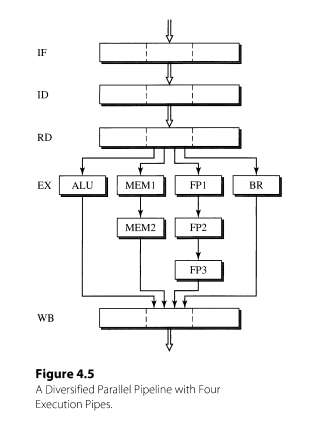 IF
ID
RD
EX ALU MEM1 FP1 BR
MEM2 FP2
FP3
WB
Figure 4.5
A Diversified Parallel Pipeline with Four
Execution Pipes.